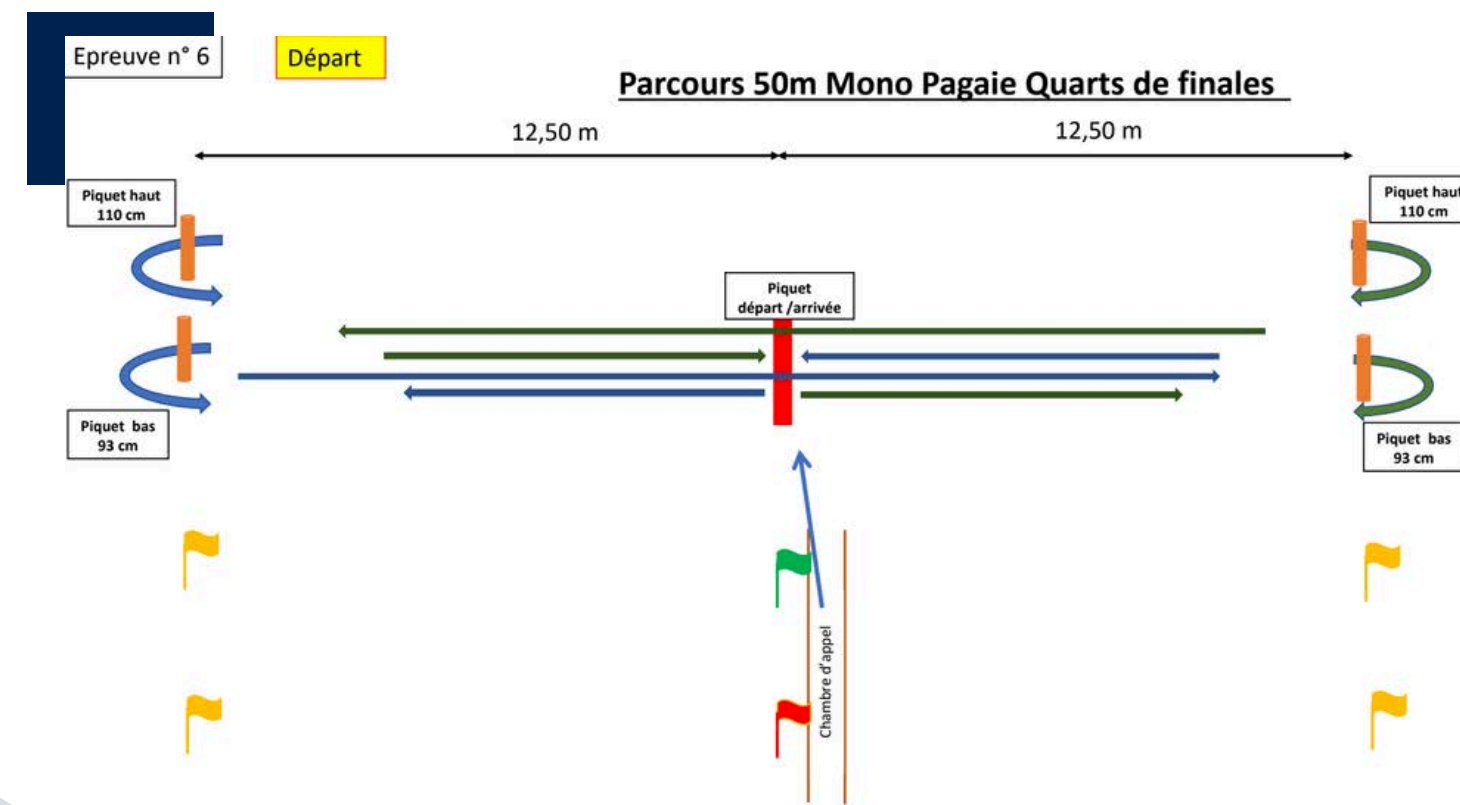 Epreuve n° 6
Départ
Parcours 50m Mono Pagaie Quarts de finales
12,50 m
12,50 m
Piquet haut
110 cm
Piquet haut
110 cm
Piquet
départ /arrivée
Piquet bas
93 cm
Piquet bas
93 cm
Chambre d'appel